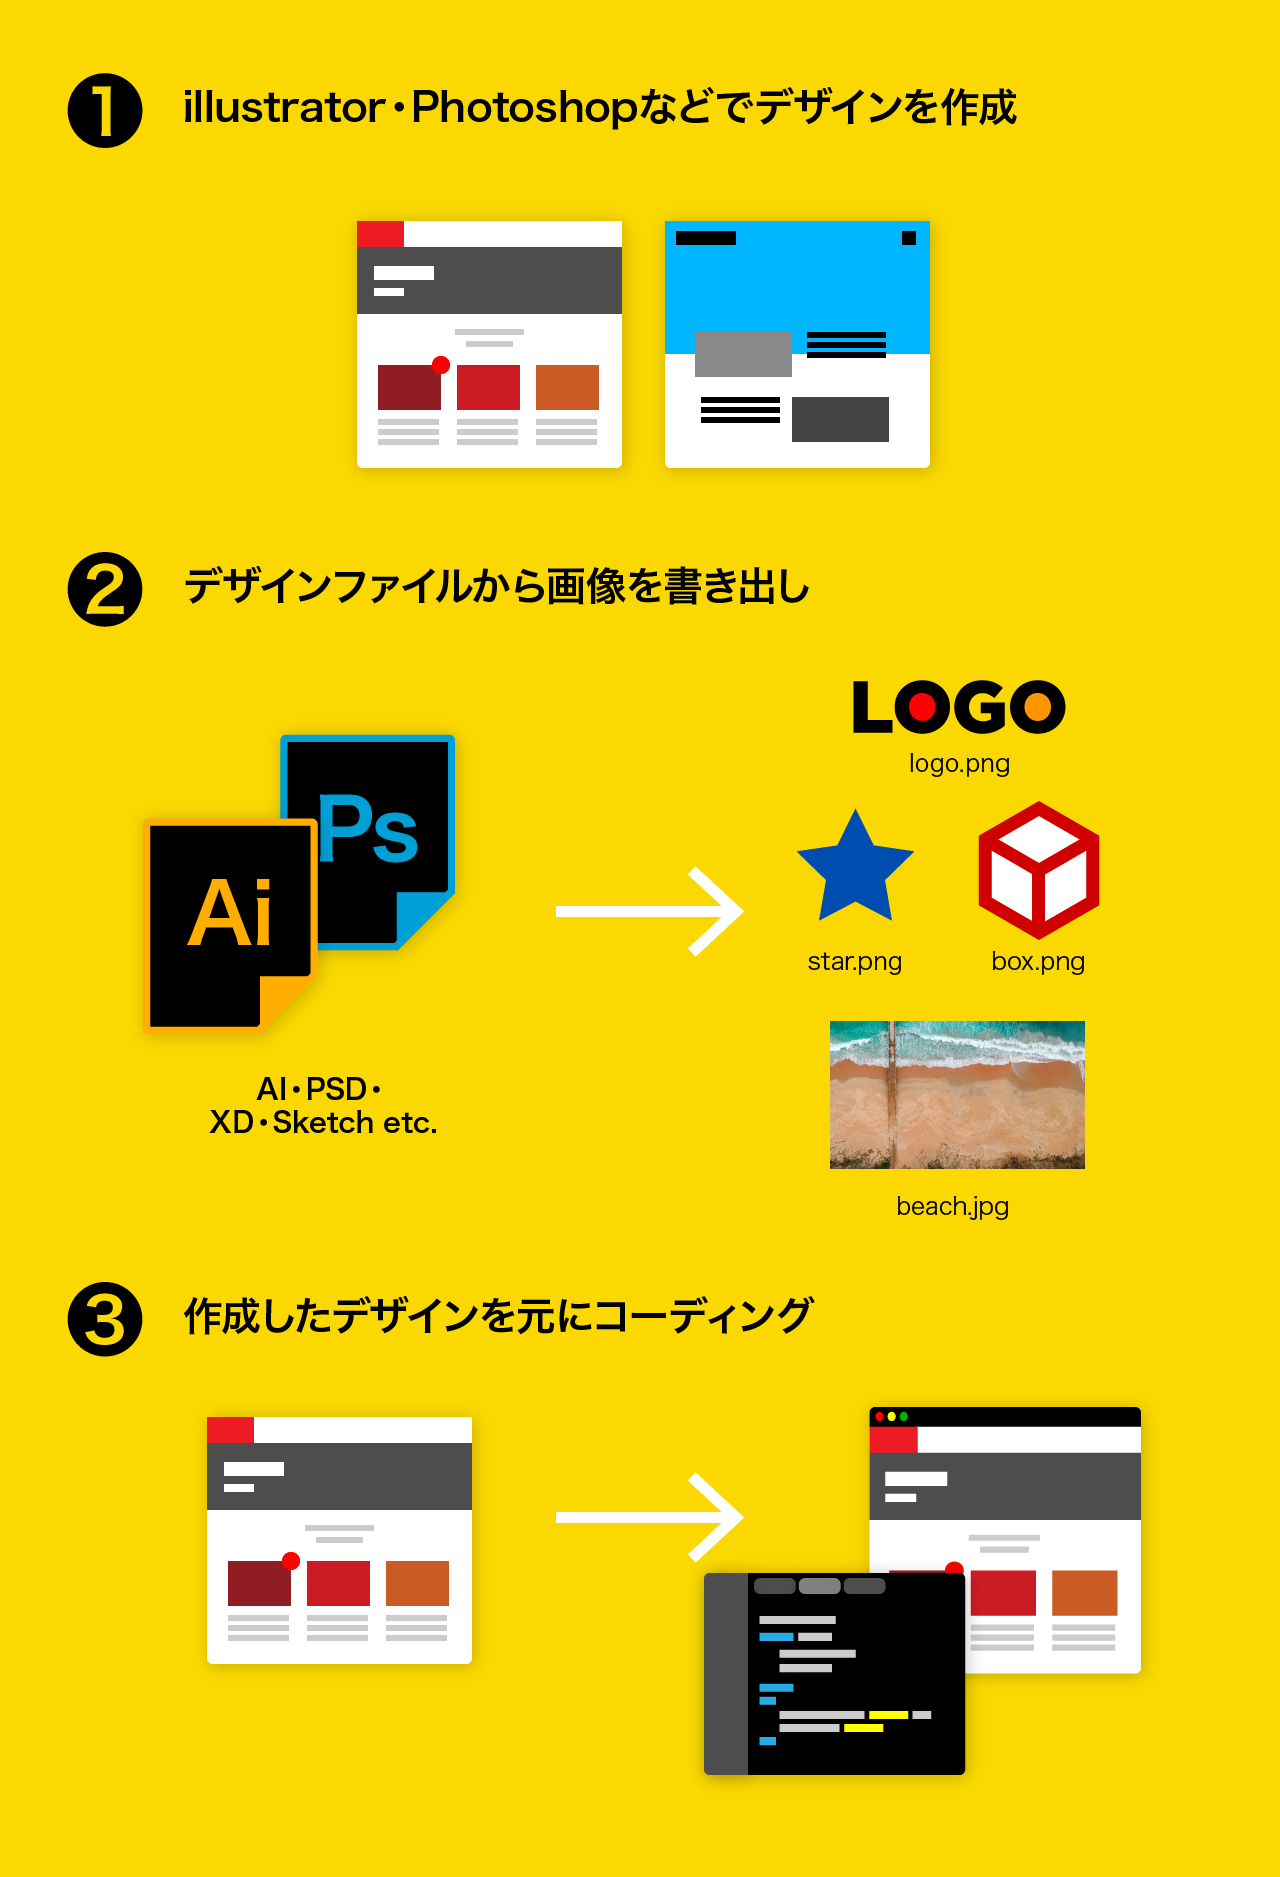 1 illustrator・Photoshopなどでデザインを作成
2 デザインファイルから画像を書き出し
LOGO
logo.png
Ps
Ai
star.png
box.png
AI・PSD・
XD・Sketch etc.
beach.jpg
3 作成したデザインを元にコーディング